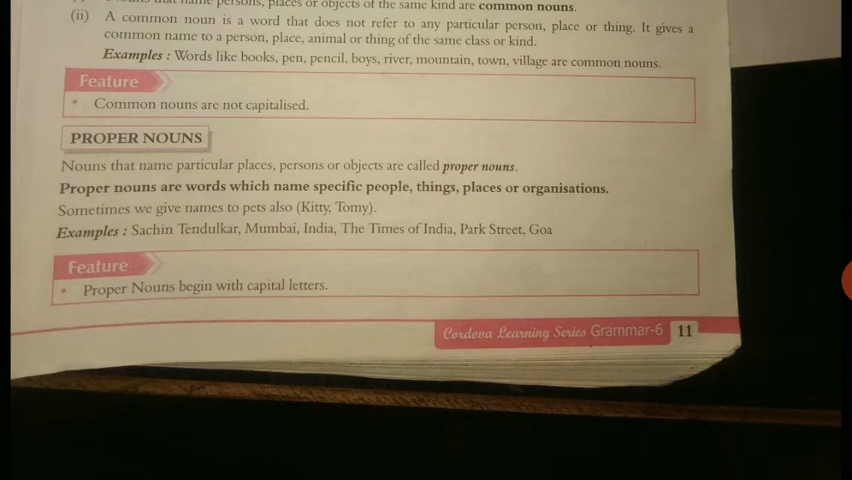 Nouns that name persons, places or objects of the same kind are common nouns.
(ii) A common noun is a word that does not refer to any particular person, place or thing. It gives a
common name to a person, place, animal or thing of the same class or kind.
Examples : Words like books, pen, pencil, boys, river, mountain, town, village are common nouns.
Feature
• Common nouns are not capitalised.
PROPER NOUNS
Nouns that name particular places, persons or objects are called proper nouns.
Proper nouns are words which name specific people, things, places or organisations.
Sometimes we give names to pets also (Kitty, Tomy).
Examples : Sachin Tendulkar, Mumbai, India, The Times of India, Park Street, Goa
Feature
• Proper Nouns begin with capital letters.
Cordova Learning Series Grammar-6 11